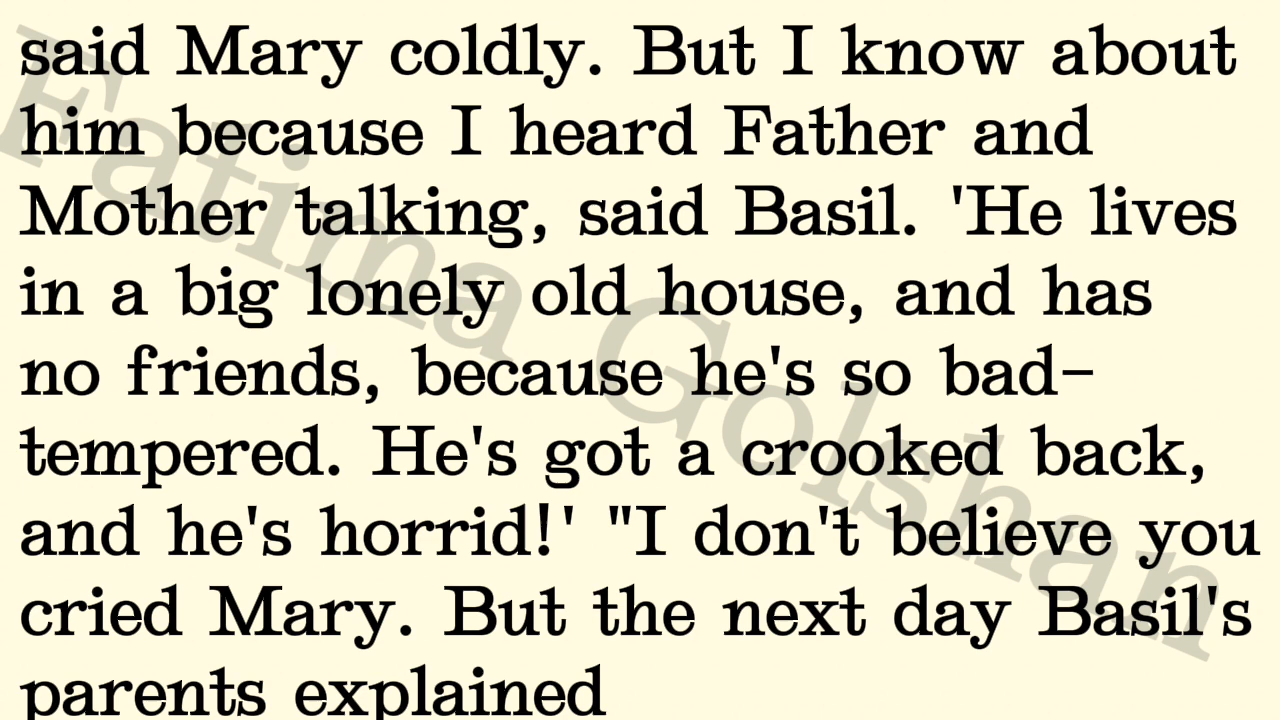 said Mary coldly. But I know about
him because I heard Father and
Mother talking, said Basil. 'He lives
in a big lonely old house, and has
no friends, because he's so bad-
tempered. He's got a crooked back,
and he's horrid!' "I don't believe you
cried Mary. But the next day Basil's
parents explained
Fatima Golshan